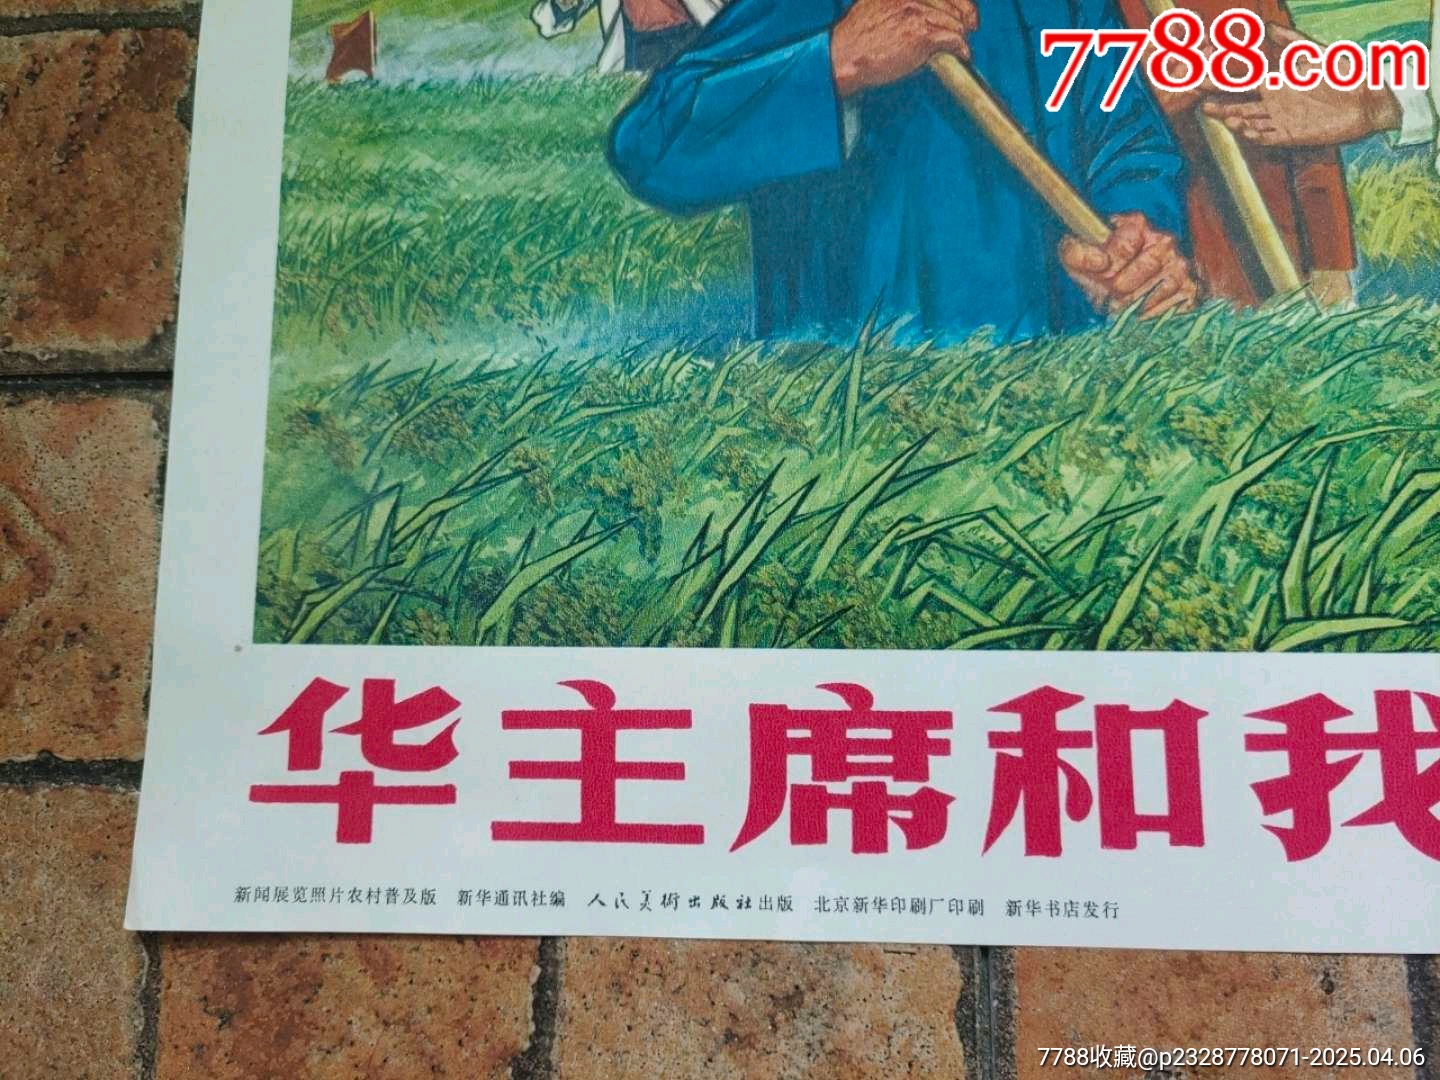 7788.com
华主席和我
新闻展览照片农村普及版 新华通讯社编 人民美術出版社出版 北京新华印刷厂印刷 新华书店发行
7788收藏@p2328778071-2025.04.06